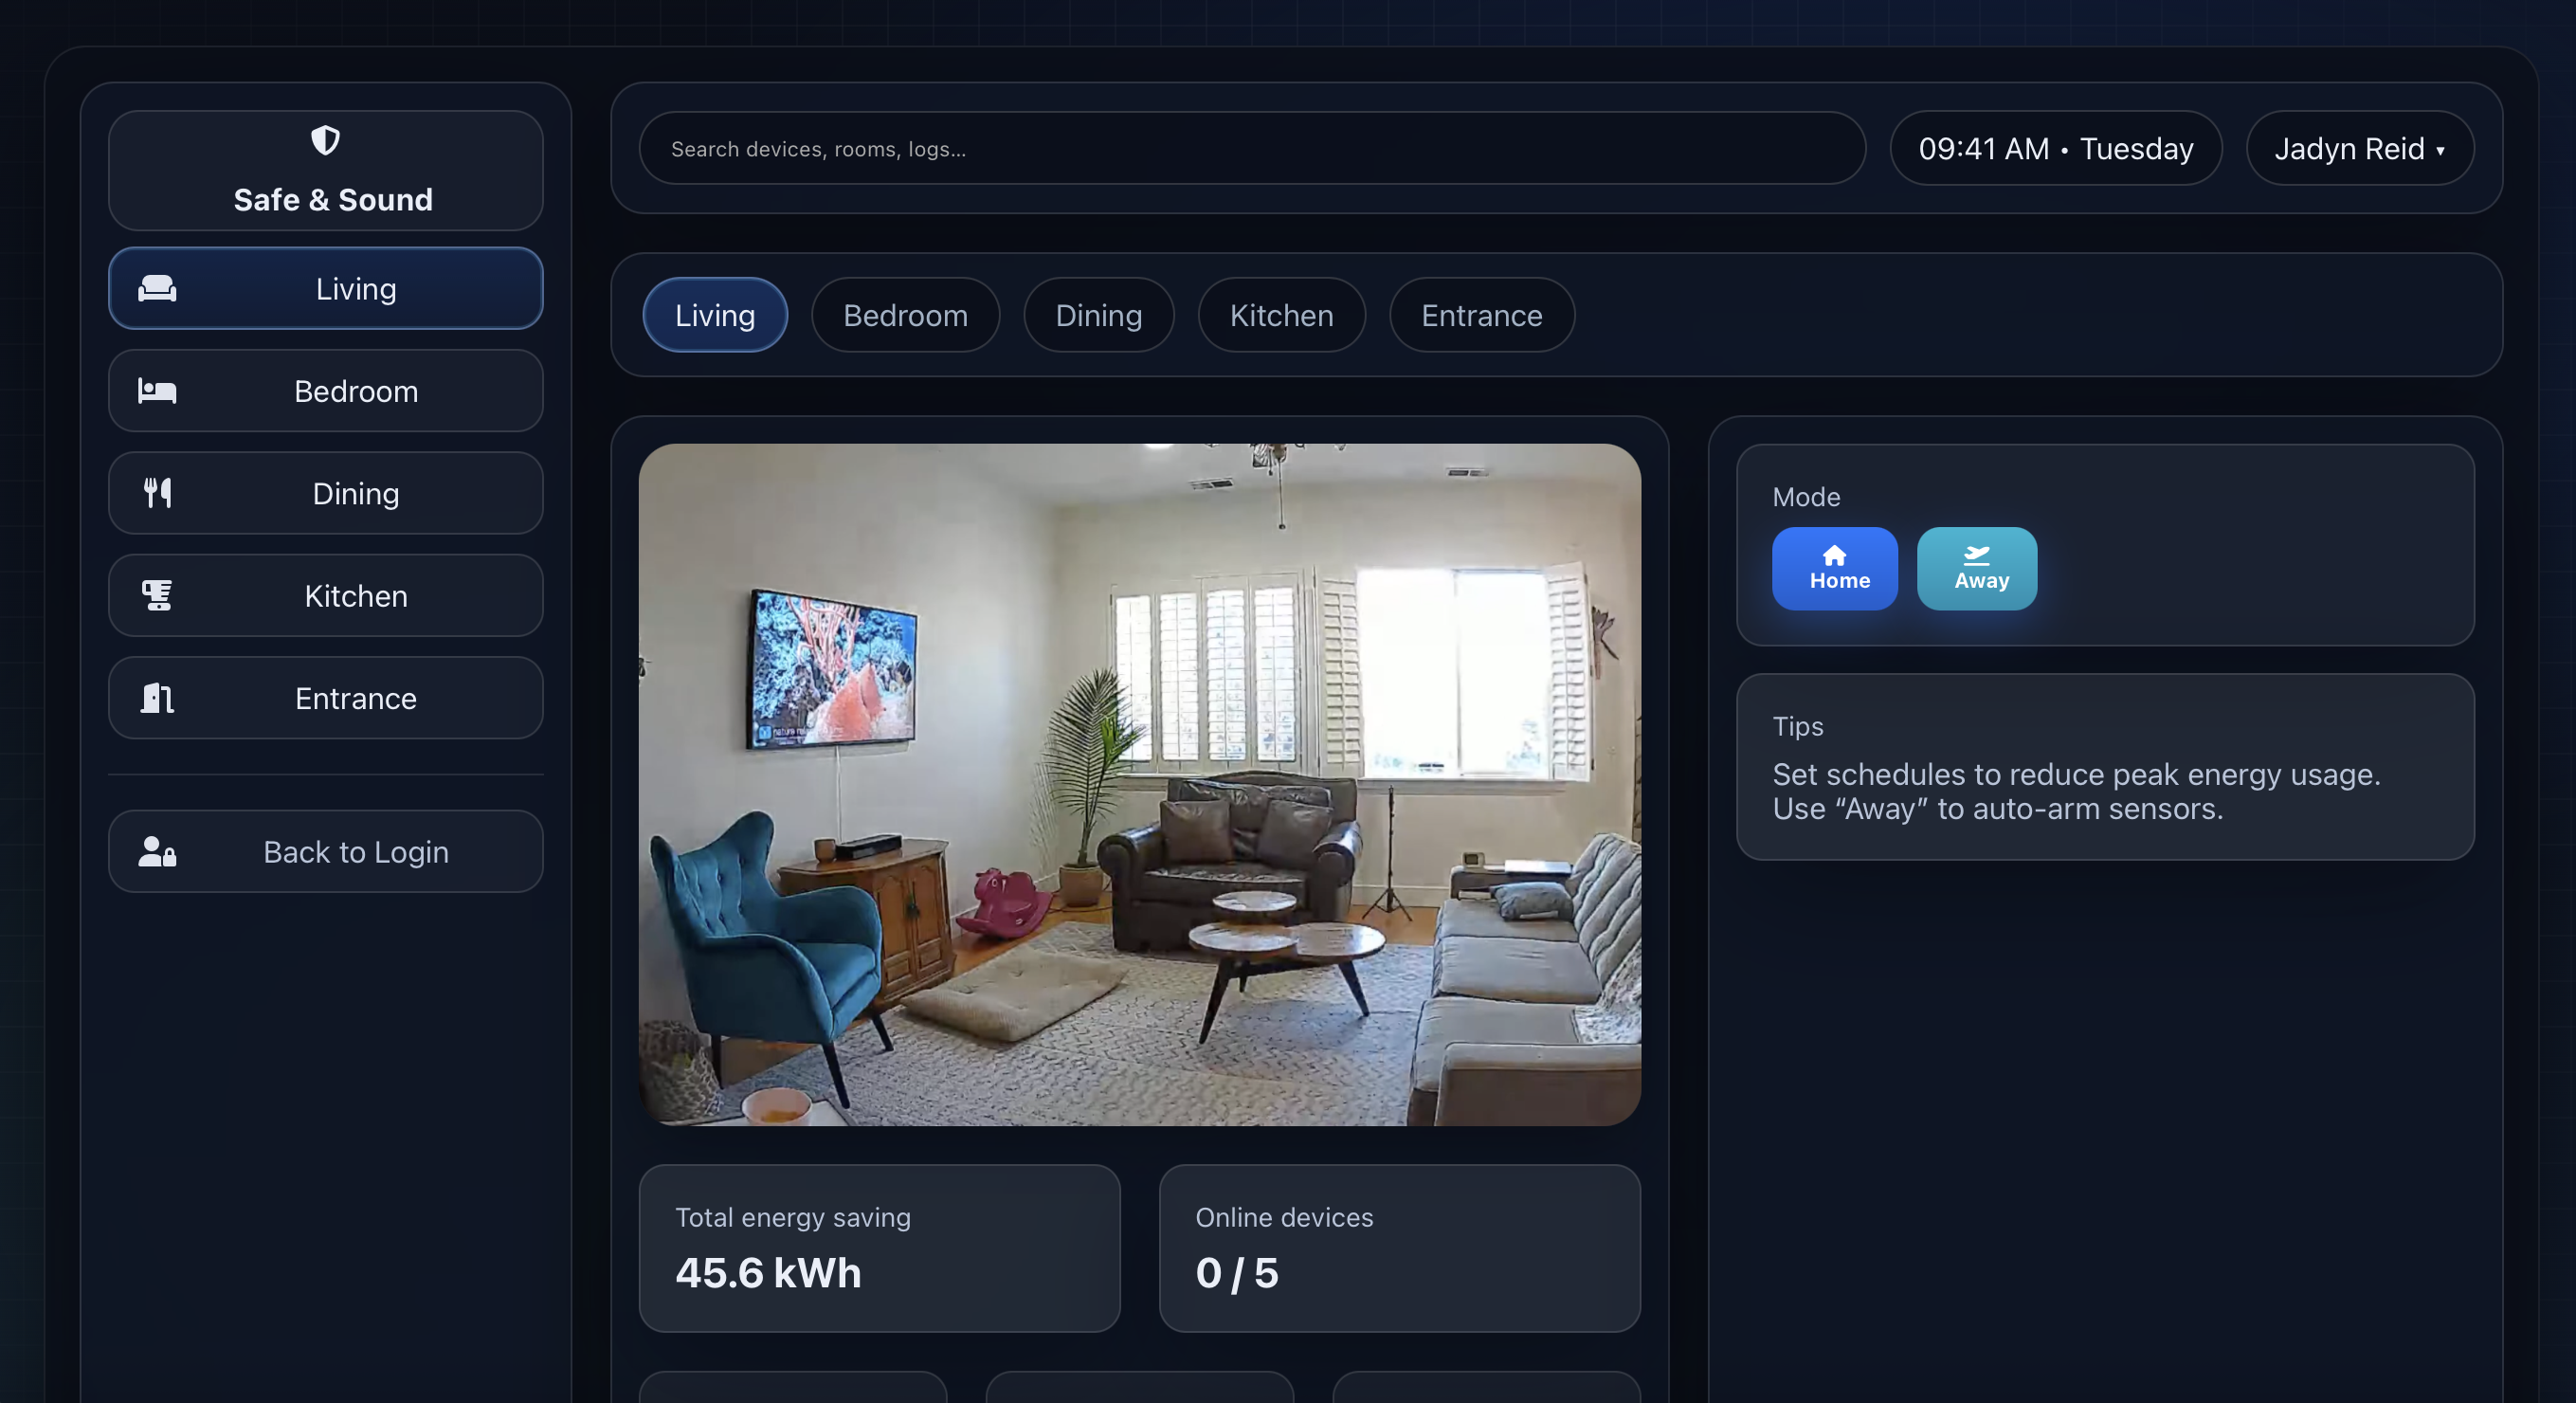 Safe & Sound
Living
Bedroom
Dining
Kitchen
Entrance
Back to Login
Search devices, rooms, logs...
09:41 AM • Tuesday
Jadyn Reid ▾
Living
Bedroom
Dining
Kitchen
Entrance
Total energy saving
45.6 kWh
Online devices
0 / 5
Mode
Home
Away
Tips
Set schedules to reduce peak energy usage.
Use “Away” to auto-arm sensors.